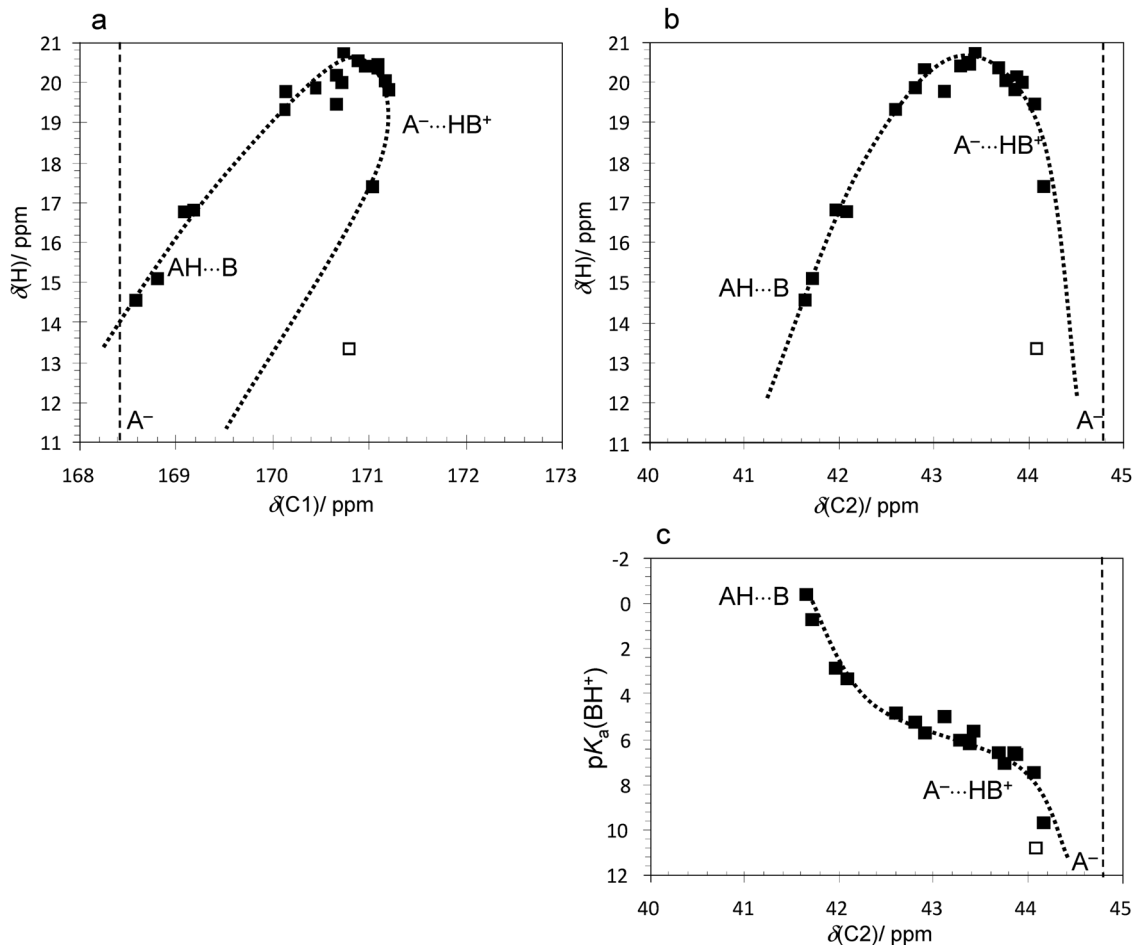 a
21
20
19
18
17
16
15
14
13
12
11
δ(H)/ ppm
A⁻···HB⁺
AH···B
A⁻
168 169 170 171 172 173
δ(C1)/ ppm
b
21
20
19
18
17
16
15
14
13
12
11
δ(H)/ ppm
A⁻···HB⁺
AH···B
A⁻
40 41 42 43 44 45
δ(C2)/ ppm
c
-2
0
2
4
6
8
10
12
pKa(BH⁺)
AH···B
A⁻···HB⁺
A⁻
40 41 42 43 44 45
δ(C2)/ ppm